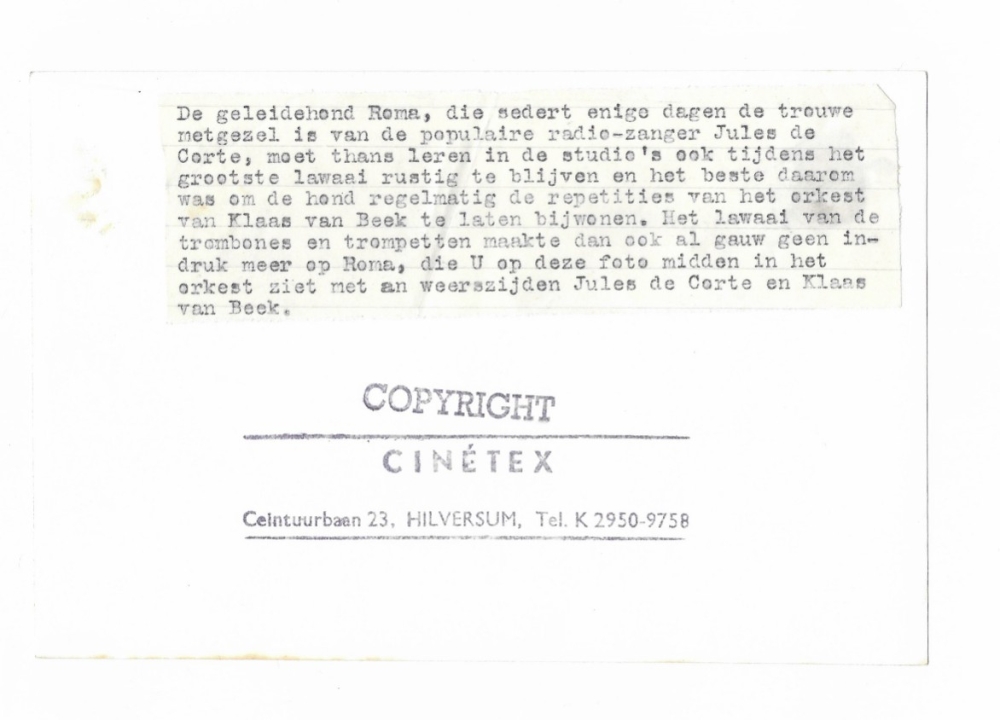 De geleidehond Roma, die sedert enige dagen de trouwe
metgezel is van de populaire radio-zanger Jules de
Corte, moet thans leren in de studio's ook tijdens het
grootste lawaai rustig te blijven en het beste daarom
was om de hond regelmatig de repetities van het orkest
van Klaas van Beek te laten bijwonen. Het lawaai van de
trombones en trompetten maakte dan ook al gauw geen in-
druk meer op Roma, die U op deze foto midden in het
orkest ziet met an weerszijden Jules de Corte en Klaas
van Beek.
COPYRIGHT
CINÉTEX
Ceintuurbaan 23, HILVERSUM, Tel. K 2950-9758